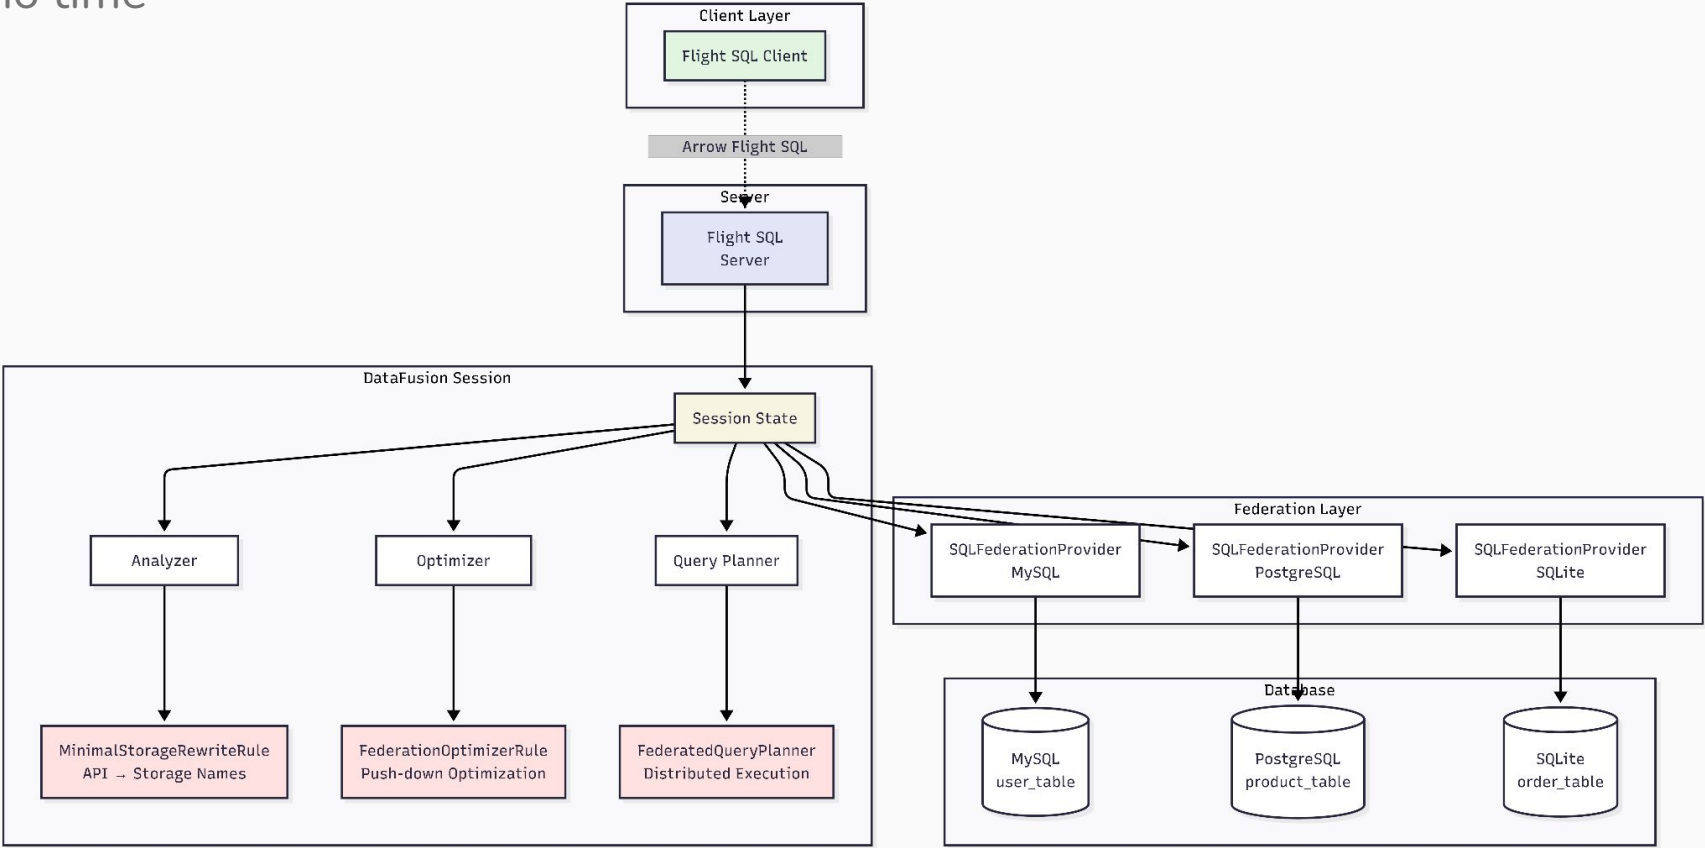 time
Client Layer
Flight SQL Client
Arrow Flight SQL
Server
Flight SQL
Server
DataFusion Session
Session State
Analyzer
Optimizer
Query Planner
MinimalStorageRewriteRule
API → Storage Names
FederationOptimizerRule
Push-down Optimization
FederatedQueryPlanner
Distributed Execution
Federation Layer
SQLFederationProvider
MySQL
SQLFederationProvider
PostgreSQL
SQLFederationProvider
SQLite
Database
MySQL
user_table
PostgreSQL
product_table
SQLite
order_table